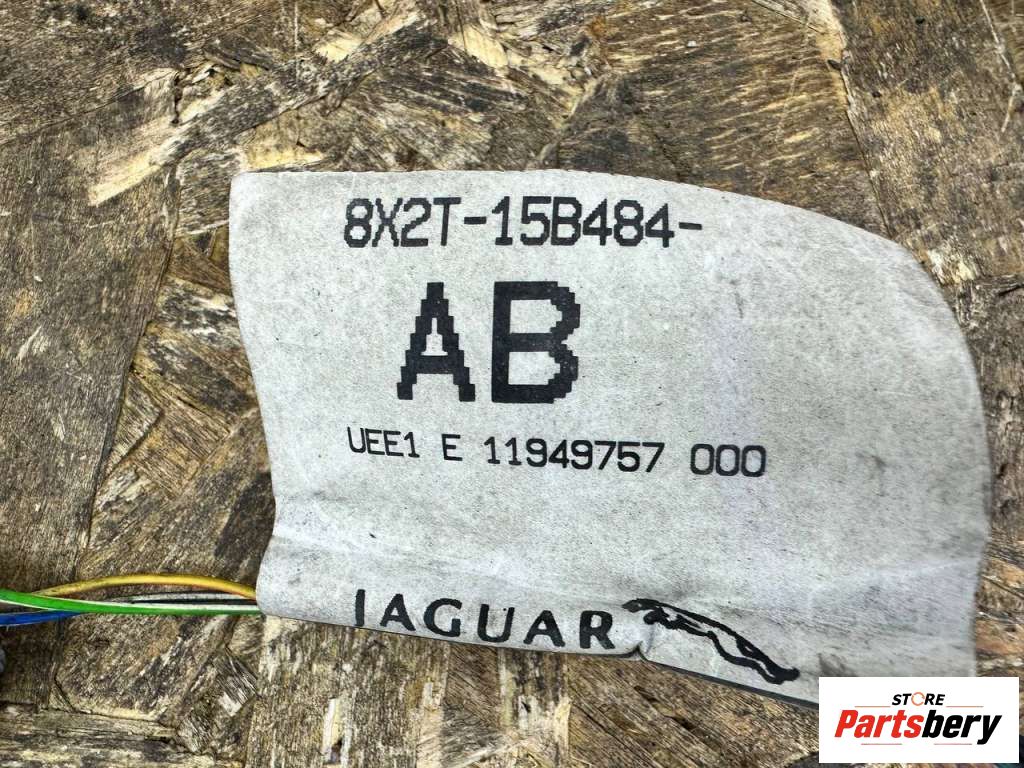 8X2T-15B484-
AB
UEE1 E 11949757 000
JAGUAR
STORE
Partsbery